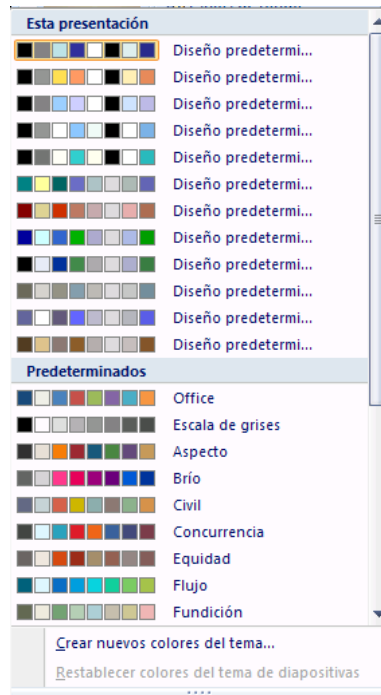 Esta presentación
Diseño predetermi...
Diseño predetermi...
Diseño predetermi...
Diseño predetermi...
Diseño predetermi...
Diseño predetermi...
Diseño predetermi...
Diseño predetermi...
Diseño predetermi...
Diseño predetermi...
Diseño predetermi...
Diseño predetermi...
Predeterminados
Office
Escala de grises
Aspecto
Brío
Civil
Concurrencia
Equidad
Flujo
Fundición
Crear nuevos colores del tema...
Restablecer colores del tema de diapositivas